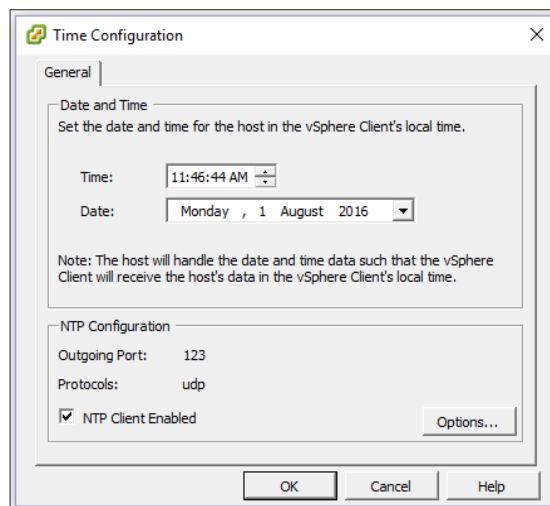 Time Configuration
General
Date and Time
Set the date and time for the host in the vSphere Client's local time.
Time: 11:46:44 AM
Date: Monday , 1 August 2016
Note: The host will handle the date and time data such that the vSphere
Client will receive the host's data in the vSphere Client's local time.
NTP Configuration
Outgoing Port: 123
Protocols: udp
NTP Client Enabled
Options...
OK Cancel Help